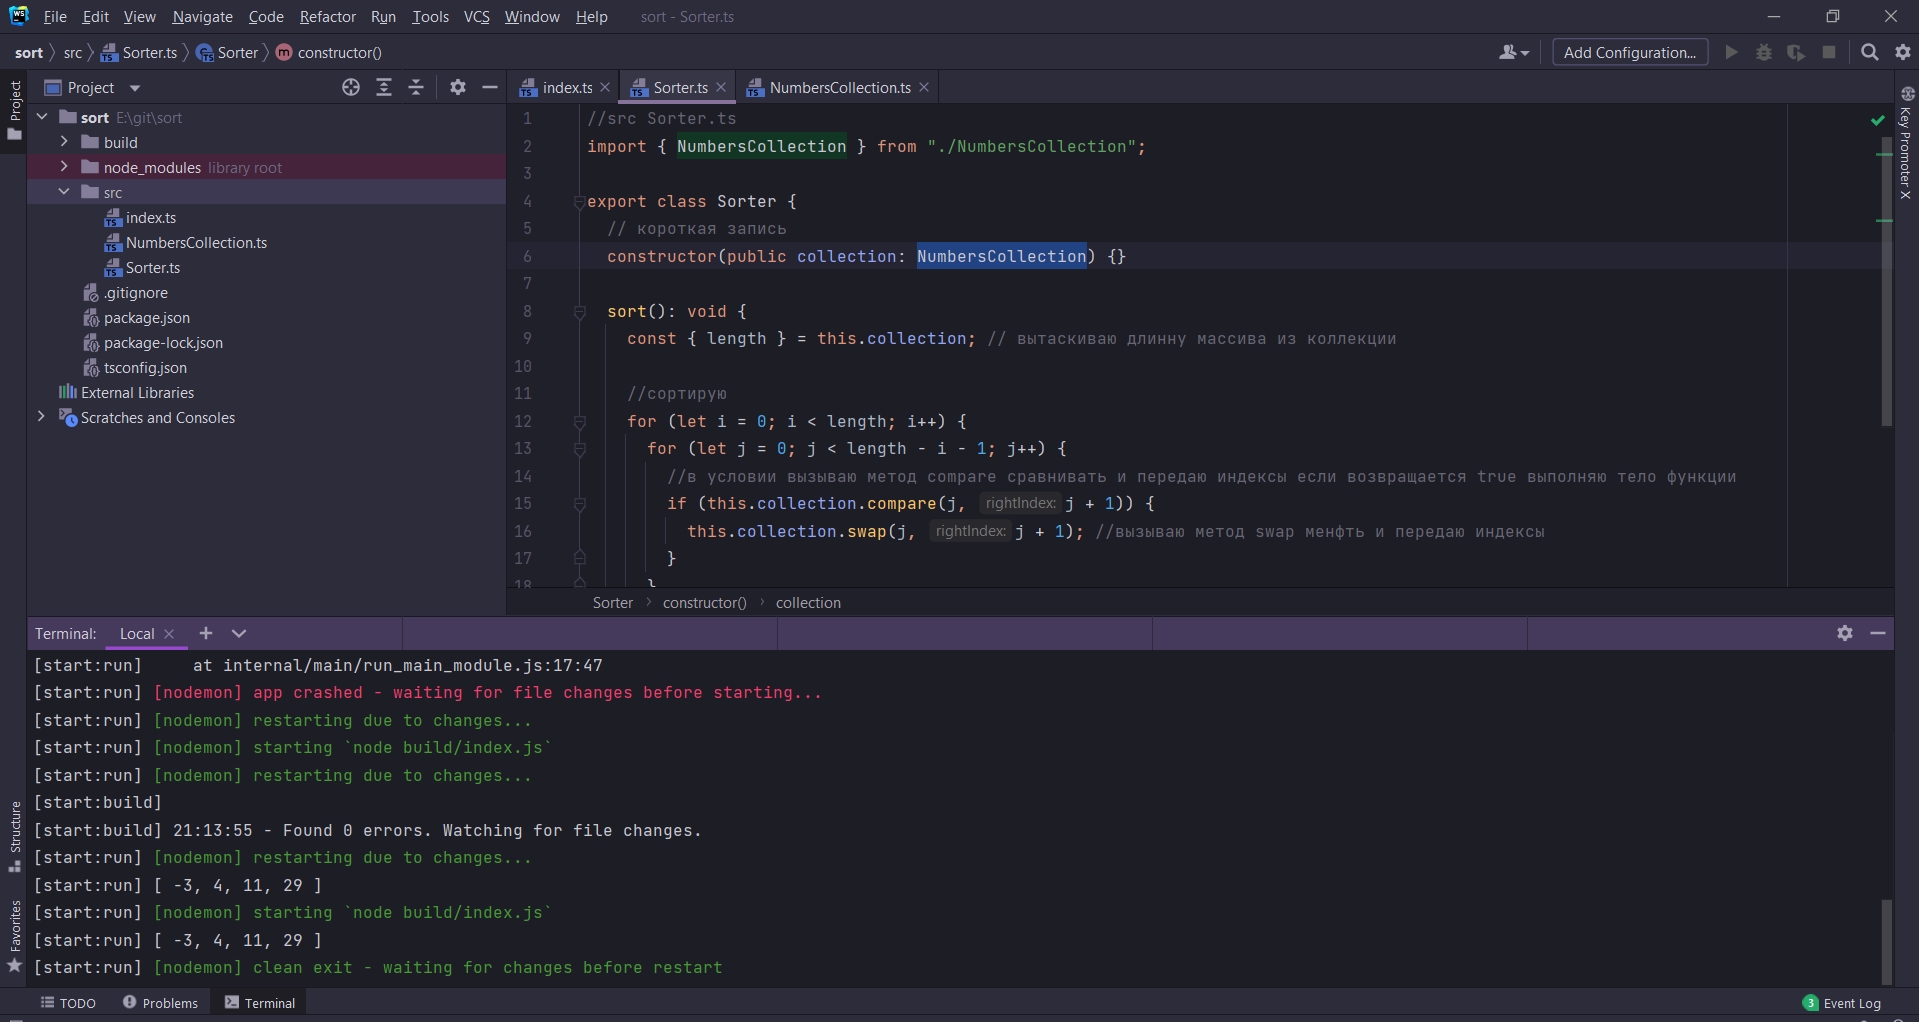 WS File Edit View Navigate Code Refactor Run Tools VCS Window Help sort - Sorter.ts
sort src Sorter.ts Sorter constructor()
Add Configuration...
Project
Project
index.ts Sorter.ts NumbersCollection.ts
sort E:\git\sort
build
node_modules library root
src
index.ts
NumbersCollection.ts
Sorter.ts
.gitignore
package.json
package-lock.json
tsconfig.json
External Libraries
Scratches and Consoles
1 //src Sorter.ts
2 import { NumbersCollection } from "./NumbersCollection";
3
4 export class Sorter {
5 // короткая запись
6 constructor(public collection: NumbersCollection) {}
7
8 sort(): void {
9 const { length } = this.collection; // вытаскиваю длинну массива из коллекции
10
11 //сортирую
12 for (let i = 0; i < length; i++) {
13 for (let j = 0; j < length - i - 1; j++) {
14 //в условии вызываю метод compare сравнивать и передаю индексы если возвращается true выполняю тело функции
15 if (this.collection.compare(j, rightIndex: j + 1)) {
16 this.collection.swap(j, rightIndex: j + 1); //вызываю метод swap менфть и передаю индексы
17 }
18 }
Key Promoter X
Sorter constructor() collection
Terminal: Local
[start:run] at internal/main/run_main_module.js:17:47
[start:run] [nodemon] app crashed - waiting for file changes before starting...
[start:run] [nodemon] restarting due to changes...
[start:run] [nodemon] starting `node build/index.js`
[start:run] [nodemon] restarting due to changes...
[start:build]
[start:build] 21:13:55 - Found 0 errors. Watching for file changes.
[start:run] [nodemon] restarting due to changes...
[start:run] [ -3, 4, 11, 29 ]
[start:run] [nodemon] starting `node build/index.js`
[start:run] [ -3, 4, 11, 29 ]
[start:run] [nodemon] clean exit - waiting for changes before restart
Structure
Favorites
TODO Problems Terminal
3 Event Log